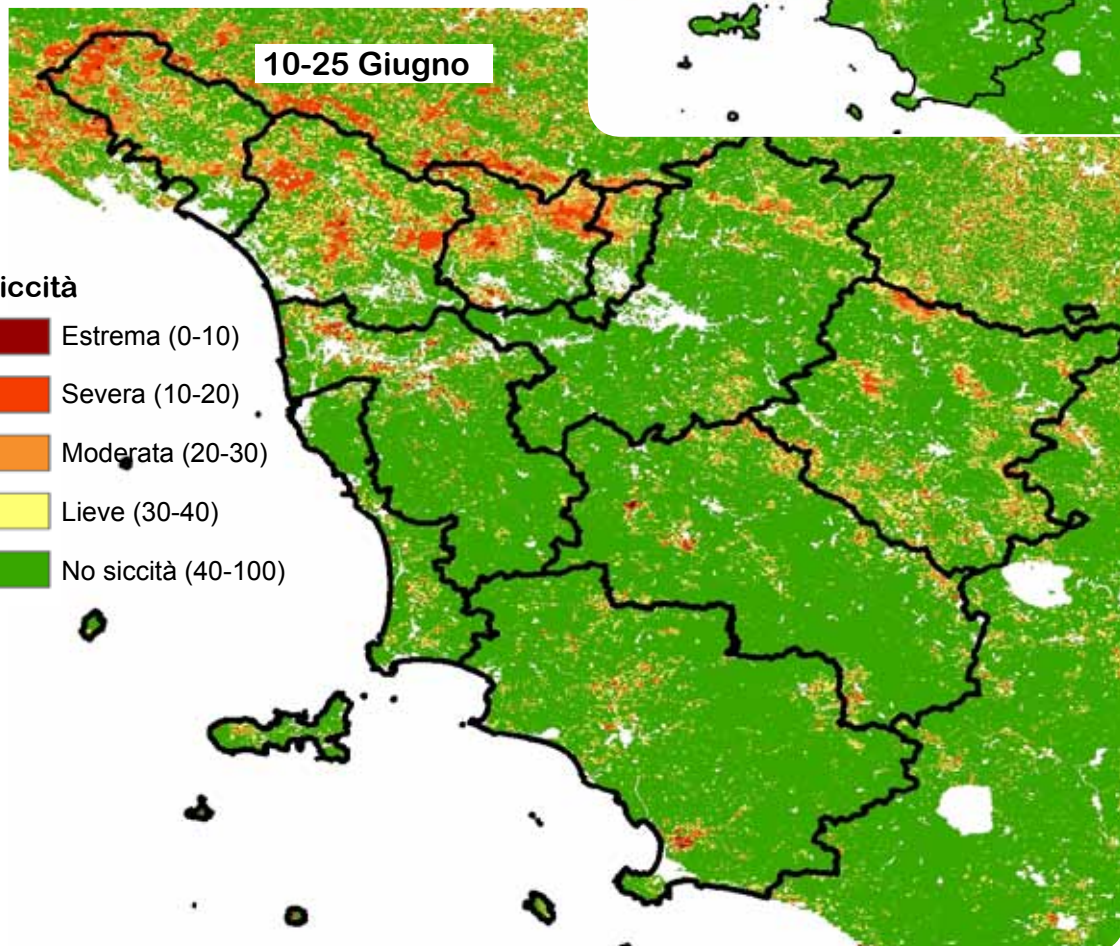 10-25 Giugno
iccità
Estrema (0-10)
Severa (10-20)
Moderata (20-30)
Lieve (30-40)
No siccità (40-100)